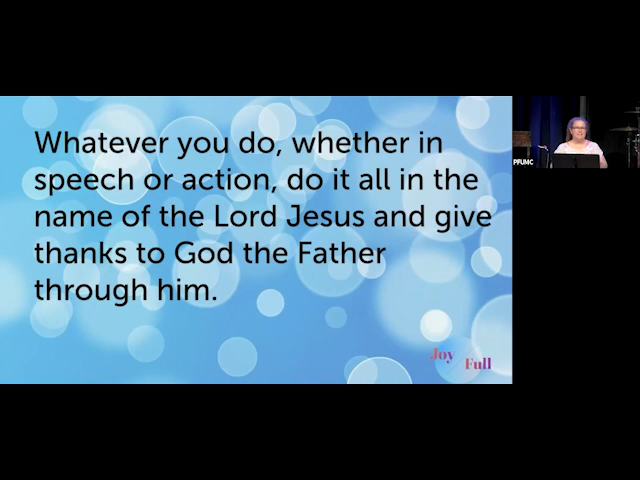 Whatever you do, whether in
speech or action, do it all in the
name of the Lord Jesus and give
thanks to God the Father
through him.
Joy
Full
PFUMC